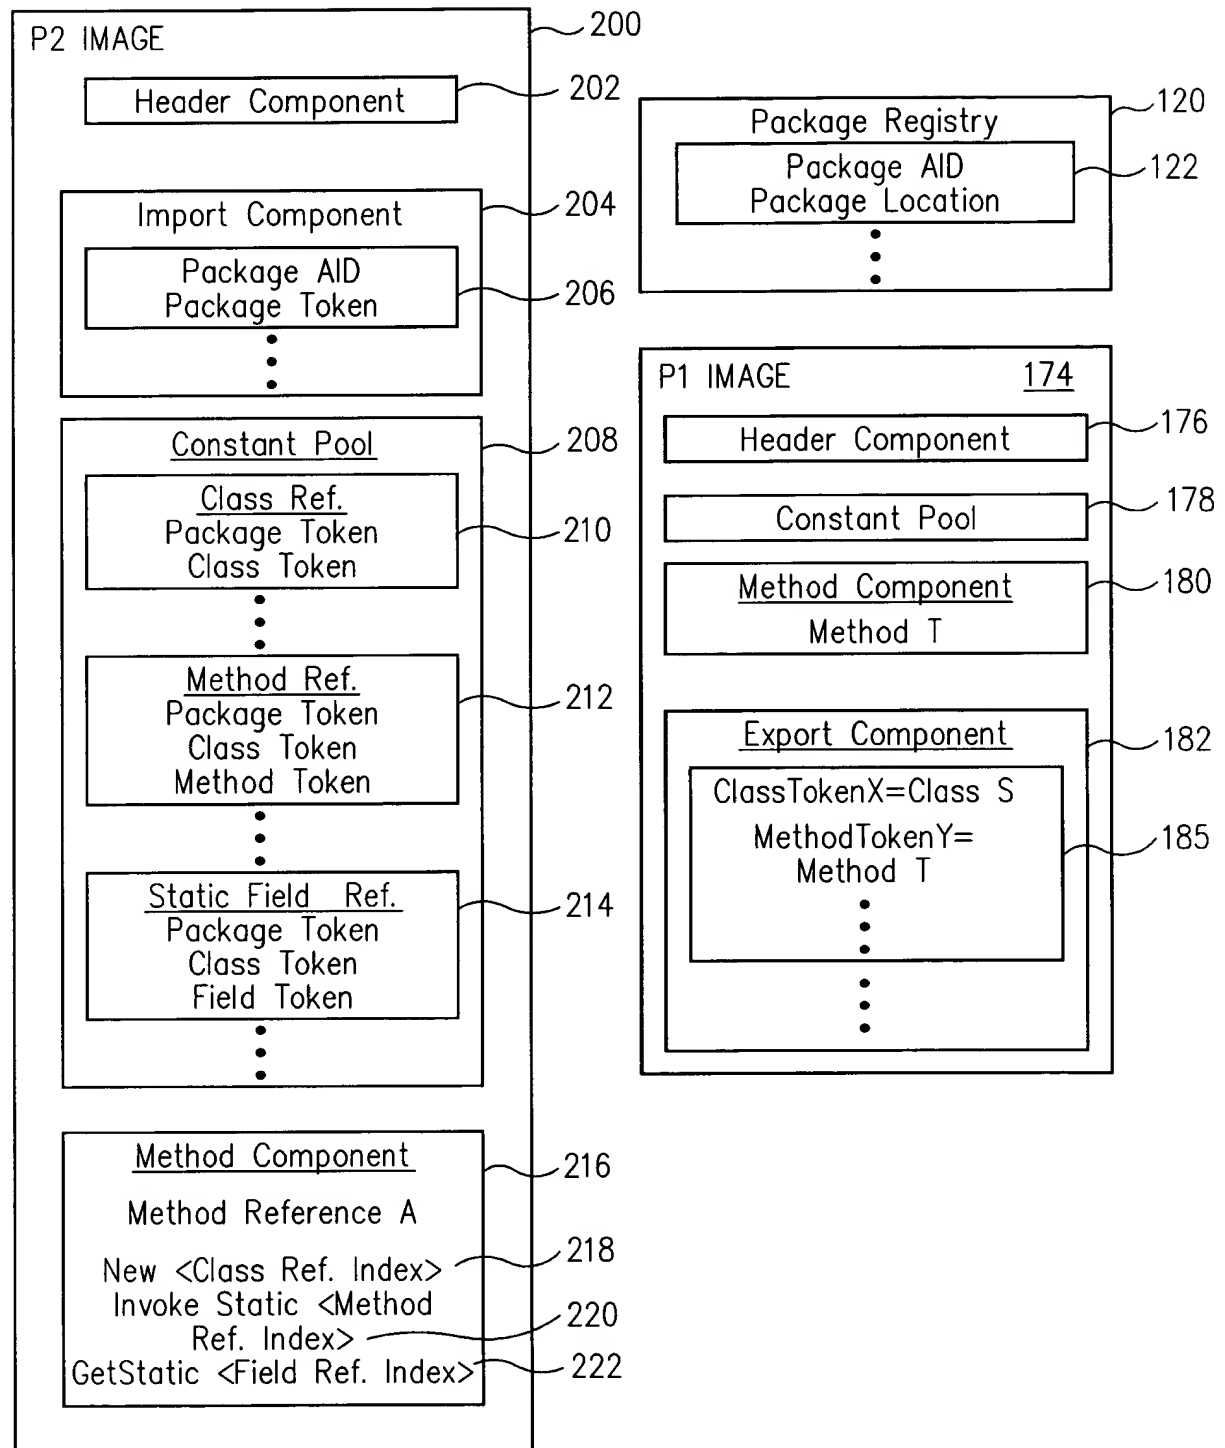 P2 IMAGE
200
Header Component
202
Import Component
204
Package AID
Package Token
206
Constant Pool
208
Class Ref.
Package Token
Class Token
210
Method Ref.
Package Token
Class Token
Method Token
212
Static Field Ref.
Package Token
Class Token
Field Token
214
Method Component
216
Method Reference A
New <Class Ref. Index>
218
Invoke Static <Method
Ref. Index>
220
GetStatic <Field Ref. Index>
222
Package Registry
120
Package AID
Package Location
122
P1 IMAGE
174
Header Component
176
Constant Pool
178
Method Component
Method T
180
Export Component
182
ClassTokenX=Class S
MethodTokenY=
Method T
185